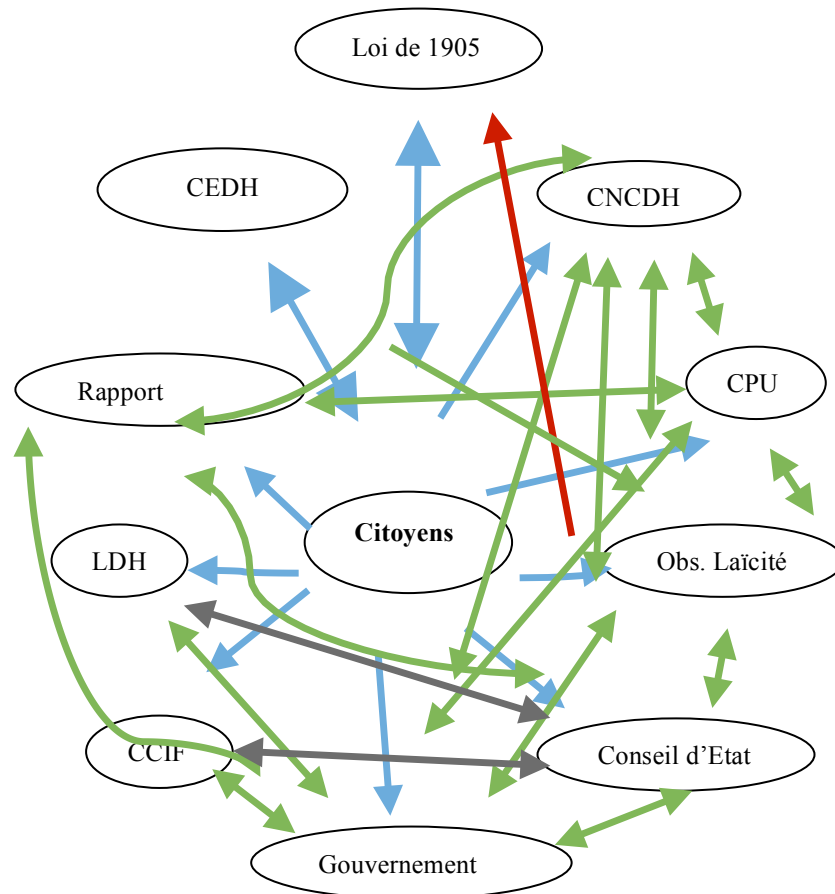 Loi de 1905
CEDH
CNCDH
Rapport
CPU
Citoyens
LDH
Obs. Laïcité
CCIF
Conseil d’Etat
Gouvernement